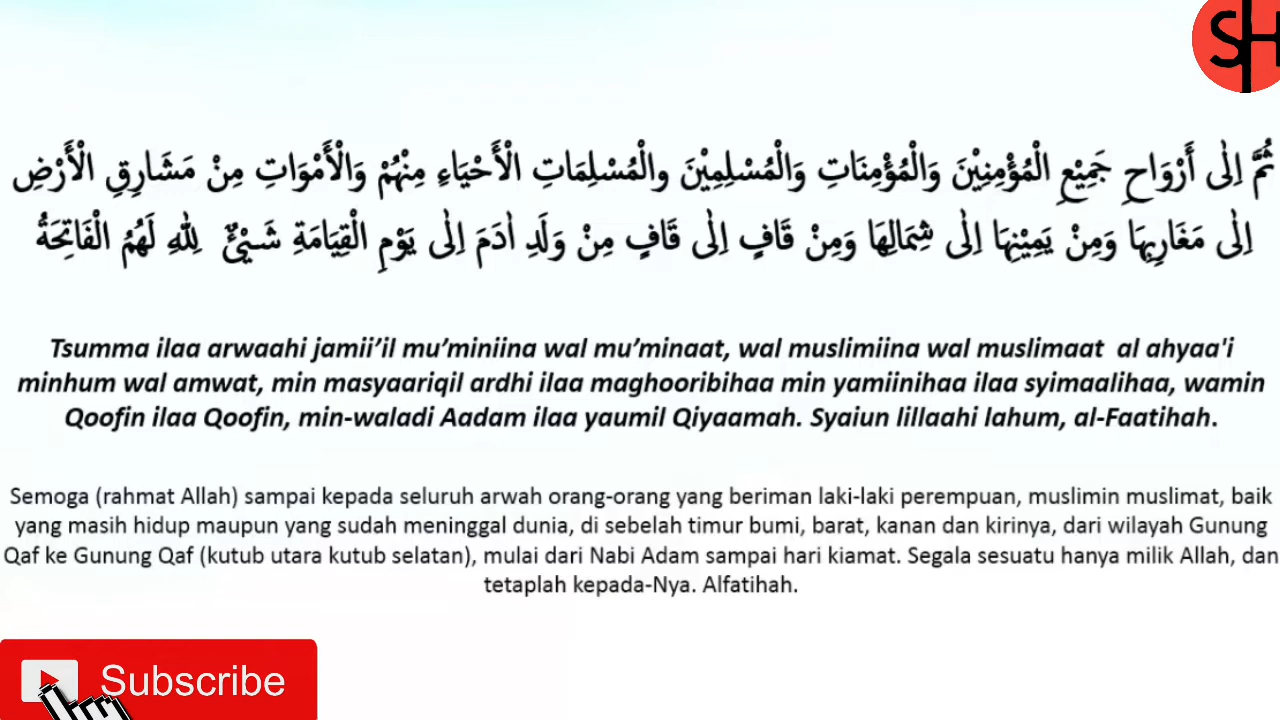 SH
ثُمَّ اِلٰى أَرْوَاحِ جَمِيْعِ الْمُؤْمِنِيْنَ وَالْمُؤْمِنَاتِ وَالْمُسْلِمِيْنَ والْمُسْلِمَاتِ الْأَحْيَاءِ مِنْهُمْ وَالْأَمْوَاتِ مِنْ مَشَارِقِ الْأَرْضِ
اِلٰى مَغَارِبِهَا وَمِنْ يَمِيْنِهَا اِلٰى شِمَالِهَا وَمِنْ قَافٍ اِلٰى قَافٍ مِنْ وَلَدِ اٰدَمَ اِلٰى يَوْمِ الْقِيَامَةِ شَيْئٌ لِلّٰهِ لَهُمُ الْفَاتِحَةُ
Tsumma ilaa arwaahi jamii’il mu’miniina wal mu’minaat, wal muslimiina wal muslimaat al ahyaa'i
minhum wal amwat, min masyaariqil ardhi ilaa maghooribihaa min yamiinihaa ilaa syimaalihaa, wamin
Qoofin ilaa Qoofin, min-waladi Aadam ilaa yaumil Qiyaamah. Syaiun lillaahi lahum, al-Faatihah.
Semoga (rahmat Allah) sampai kepada seluruh arwah orang-orang yang beriman laki-laki perempuan, muslimin muslimat, baik
yang masih hidup maupun yang sudah meninggal dunia, di sebelah timur bumi, barat, kanan dan kirinya, dari wilayah Gunung
Qaf ke Gunung Qaf (kutub utara kutub selatan), mulai dari Nabi Adam sampai hari kiamat. Segala sesuatu hanya milik Allah, dan
tetaplah kepada-Nya. Alfatihah.
Subscribe